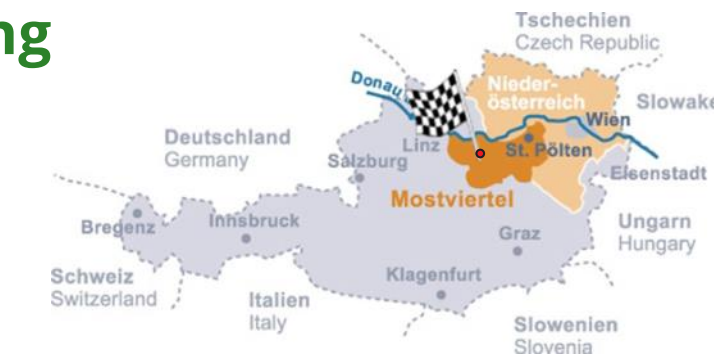 ng
Tschechien
Czech Republic
Donau
Nieder-
österreich
Slowake
Wien
Deutschland
Germany
Linz
St. Pölten
Salzburg
Eisenstadt
Mostviertel
Bregenz
Innsbruck
Graz
Ungarn
Hungary
Schweiz
Switzerland
Klagenfurt
Italien
Italy
Slowenien
Slovenia